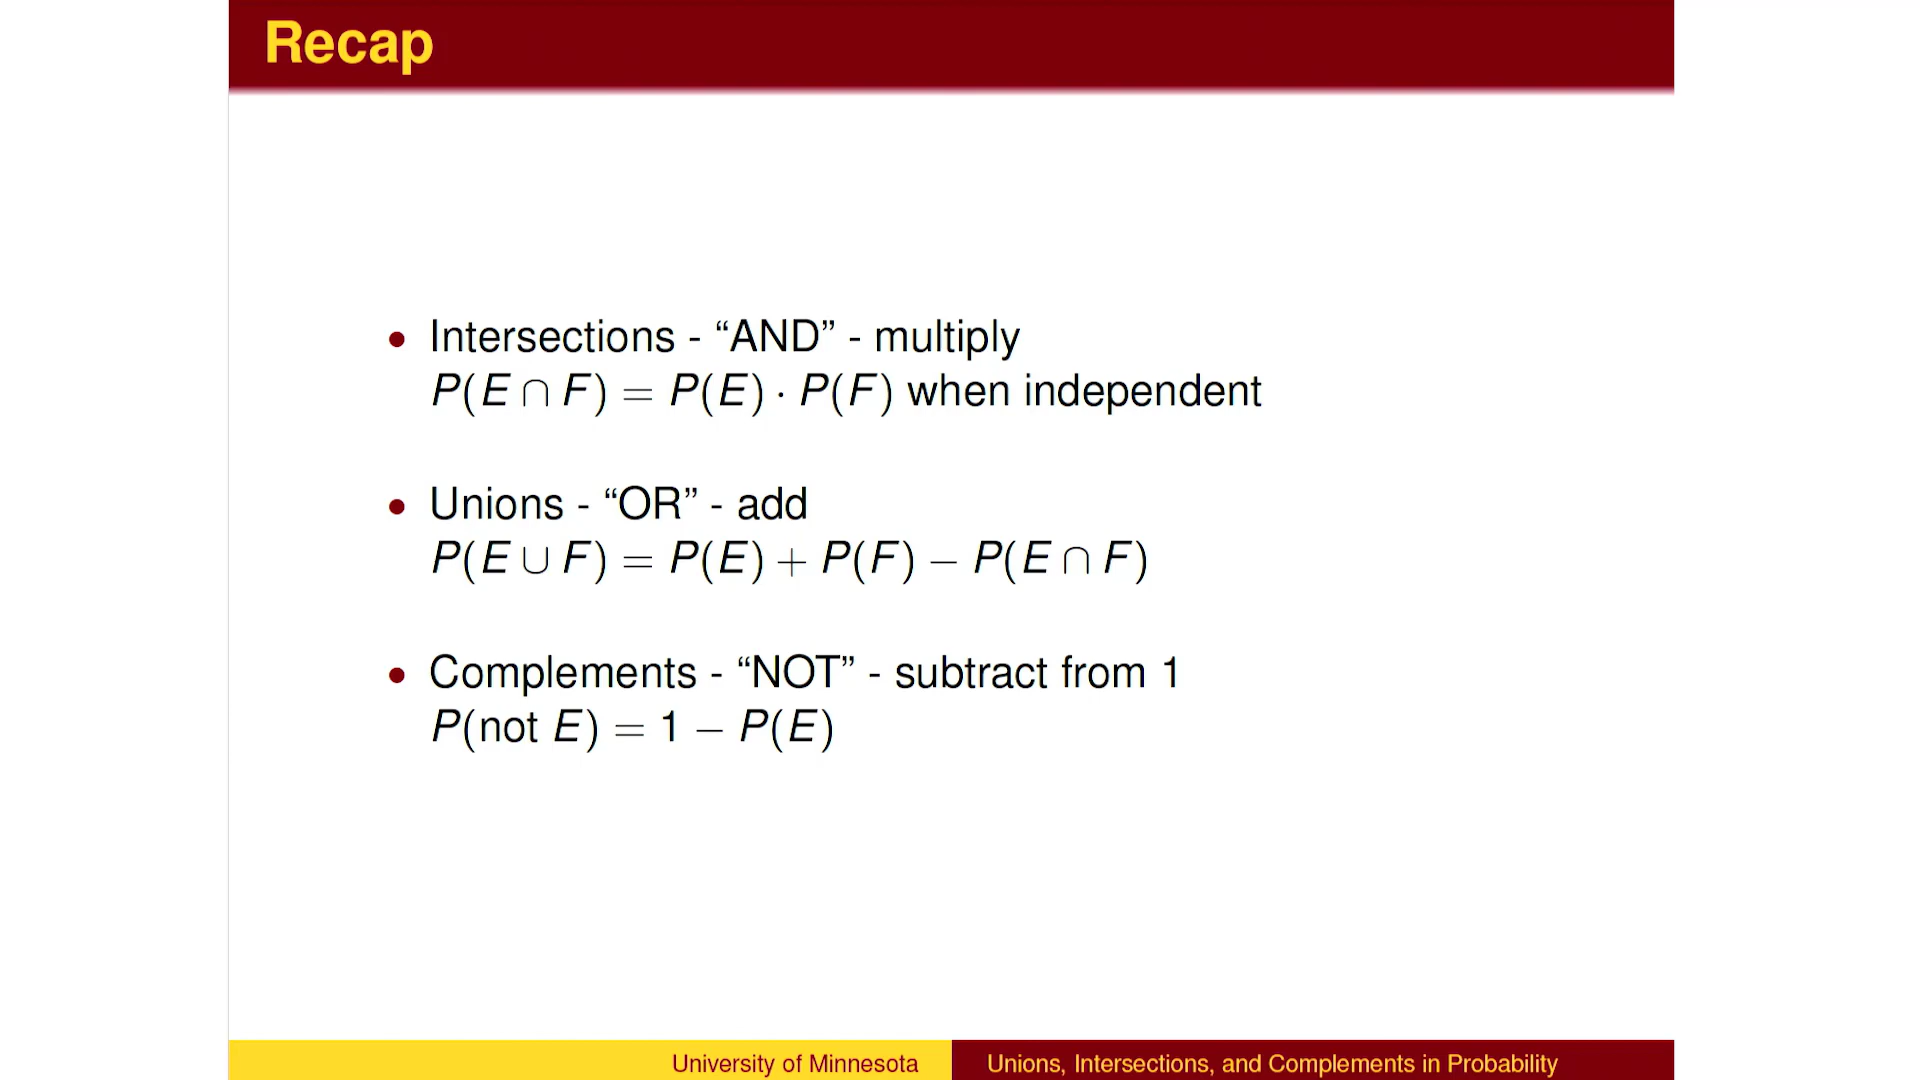 Recap
• Intersections - “AND” - multiply
P(E ∩ F) = P(E) · P(F) when independent
• Unions - “OR” - add
P(E ∪ F) = P(E) + P(F) − P(E ∩ F)
• Complements - “NOT” - subtract from 1
P(not E) = 1 − P(E)
University of Minnesota
Unions, Intersections, and Complements in Probability